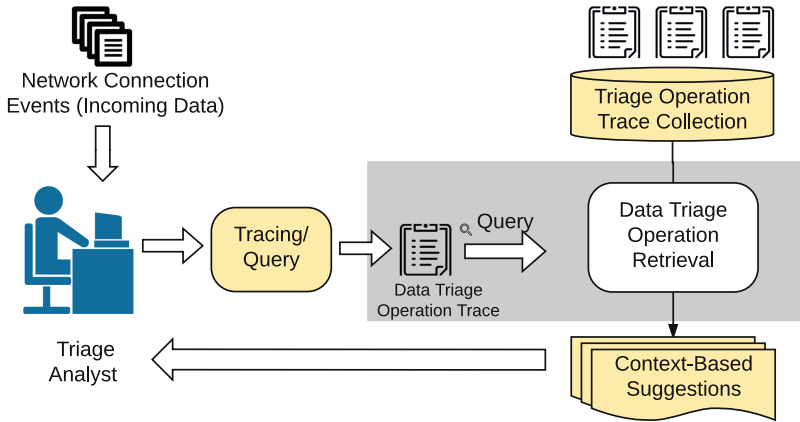 Network Connection
Events (Incoming Data)
Triage Operation
Trace Collection
Tracing/
Query
Query
Data Triage
Operation Trace
Data Triage
Operation
Retrieval
Triage
Analyst
Context-Based
Suggestions